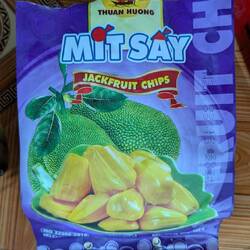 THUAN HUONG
MÍT SẤY
JACKFRUIT CHIPS
FRUIT CH